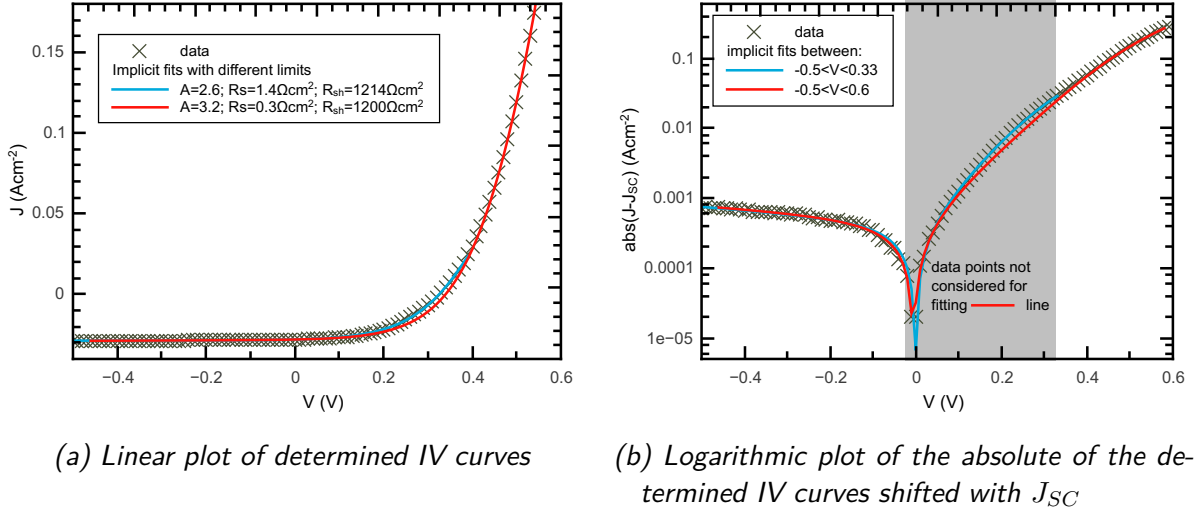 data
Implicit fits with different limits
A=2.6; Rs=1.4Ωcm²; R_sh=1214Ωcm²
A=3.2; Rs=0.3Ωcm²; R_sh=1200Ωcm²
J (Acm⁻²)
0.15
0.1
0.05
0
−0.4
−0.2
0
0.2
0.4
0.6
V (V)
(a) Linear plot of determined IV curves
data
implicit fits between:
-0.5<V<0.33
-0.5<V<0.6
abs(J-J_SC) (Acm⁻²)
0.1
0.01
0.001
0.0001
1e−05
data points not
considered for
fitting line
−0.4
−0.2
0
0.2
0.4
0.6
V (V)
(b) Logarithmic plot of the absolute of the de-
termined IV curves shifted with J_SC